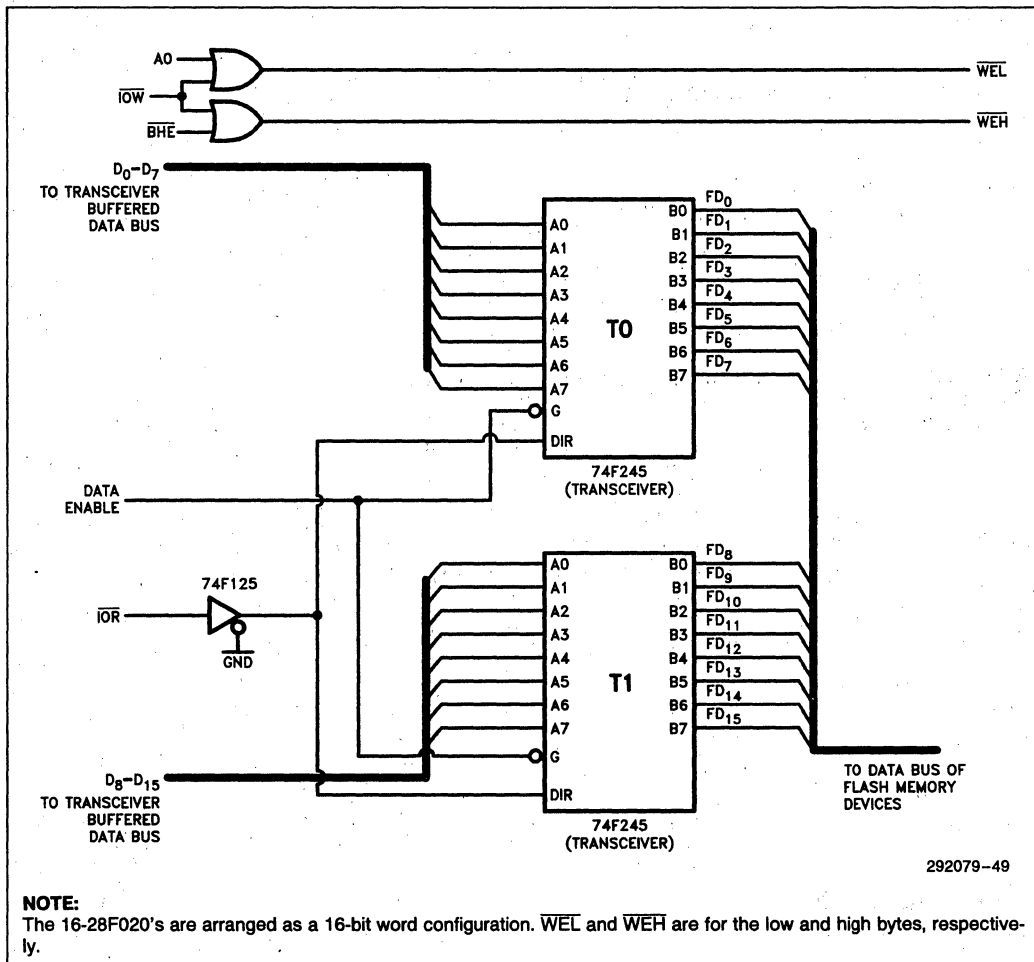 A0
IOW
BHE
WEL
WEH
D0–D7
TO TRANSCEIVER
BUFFERED
DATA BUS
A0
A1
A2
A3
A4
A5
A6
A7
G
DIR
T0
B0
B1
B2
B3
B4
B5
B6
B7
FD0
FD1
FD2
FD3
FD4
FD5
FD6
FD7
74F245
(TRANSCEIVER)
DATA
ENABLE
74F125
IOR
GND
A0
A1
A2
A3
A4
A5
A6
A7
G
DIR
T1
B0
B1
B2
B3
B4
B5
B6
B7
FD8
FD9
FD10
FD11
FD12
FD13
FD14
FD15
74F245
(TRANSCEIVER)
D8–D15
TO TRANSCEIVER
BUFFERED
DATA BUS
TO DATA BUS OF
FLASH MEMORY
DEVICES
292079–49
NOTE:
The 16-28F020's are arranged as a 16-bit word configuration. WEL and WEH are for the low and high bytes, respective-
ly.